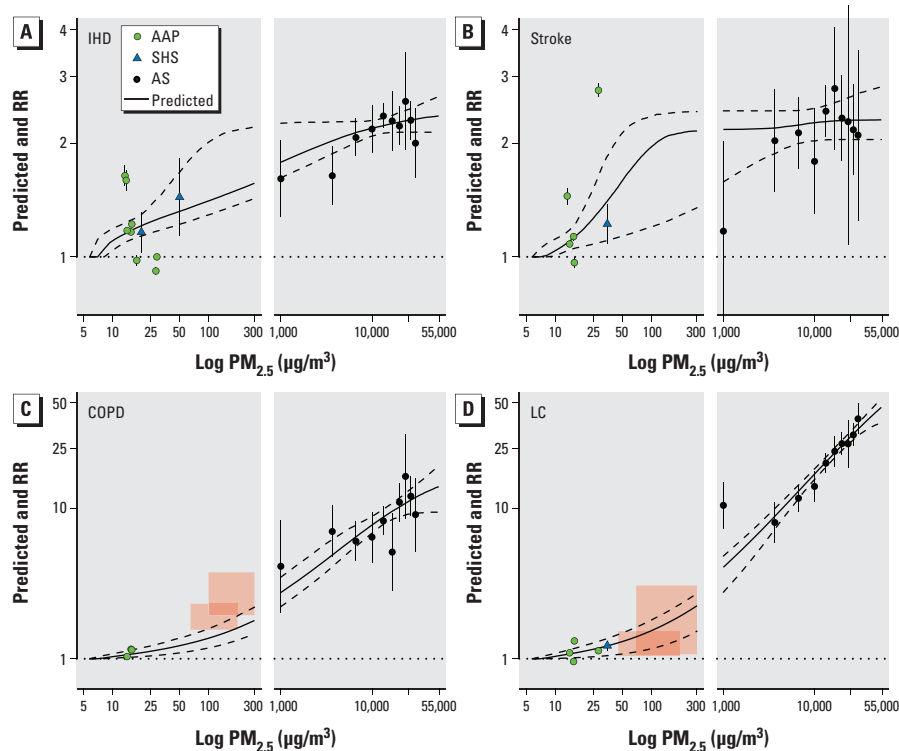 A
IHD
AAP
SHS
AS
Predicted
Predicted and RR
4
3
2
1
5 10 25 50 100 300 1,000 10,000 55,000
Log PM2.5 (µg/m3)
B
Stroke
Predicted and RR
4
3
2
1
5 10 25 50 100 300 1,000 10,000 55,000
Log PM2.5 (µg/m3)
C
COPD
Predicted and RR
50
25
10
1
5 10 25 50 100 300 1,000 10,000 55,000
Log PM2.5 (µg/m3)
D
LC
Predicted and RR
50
25
10
1
5 10 25 50 100 300 1,000 10,000 55,000
Log PM2.5 (µg/m3)